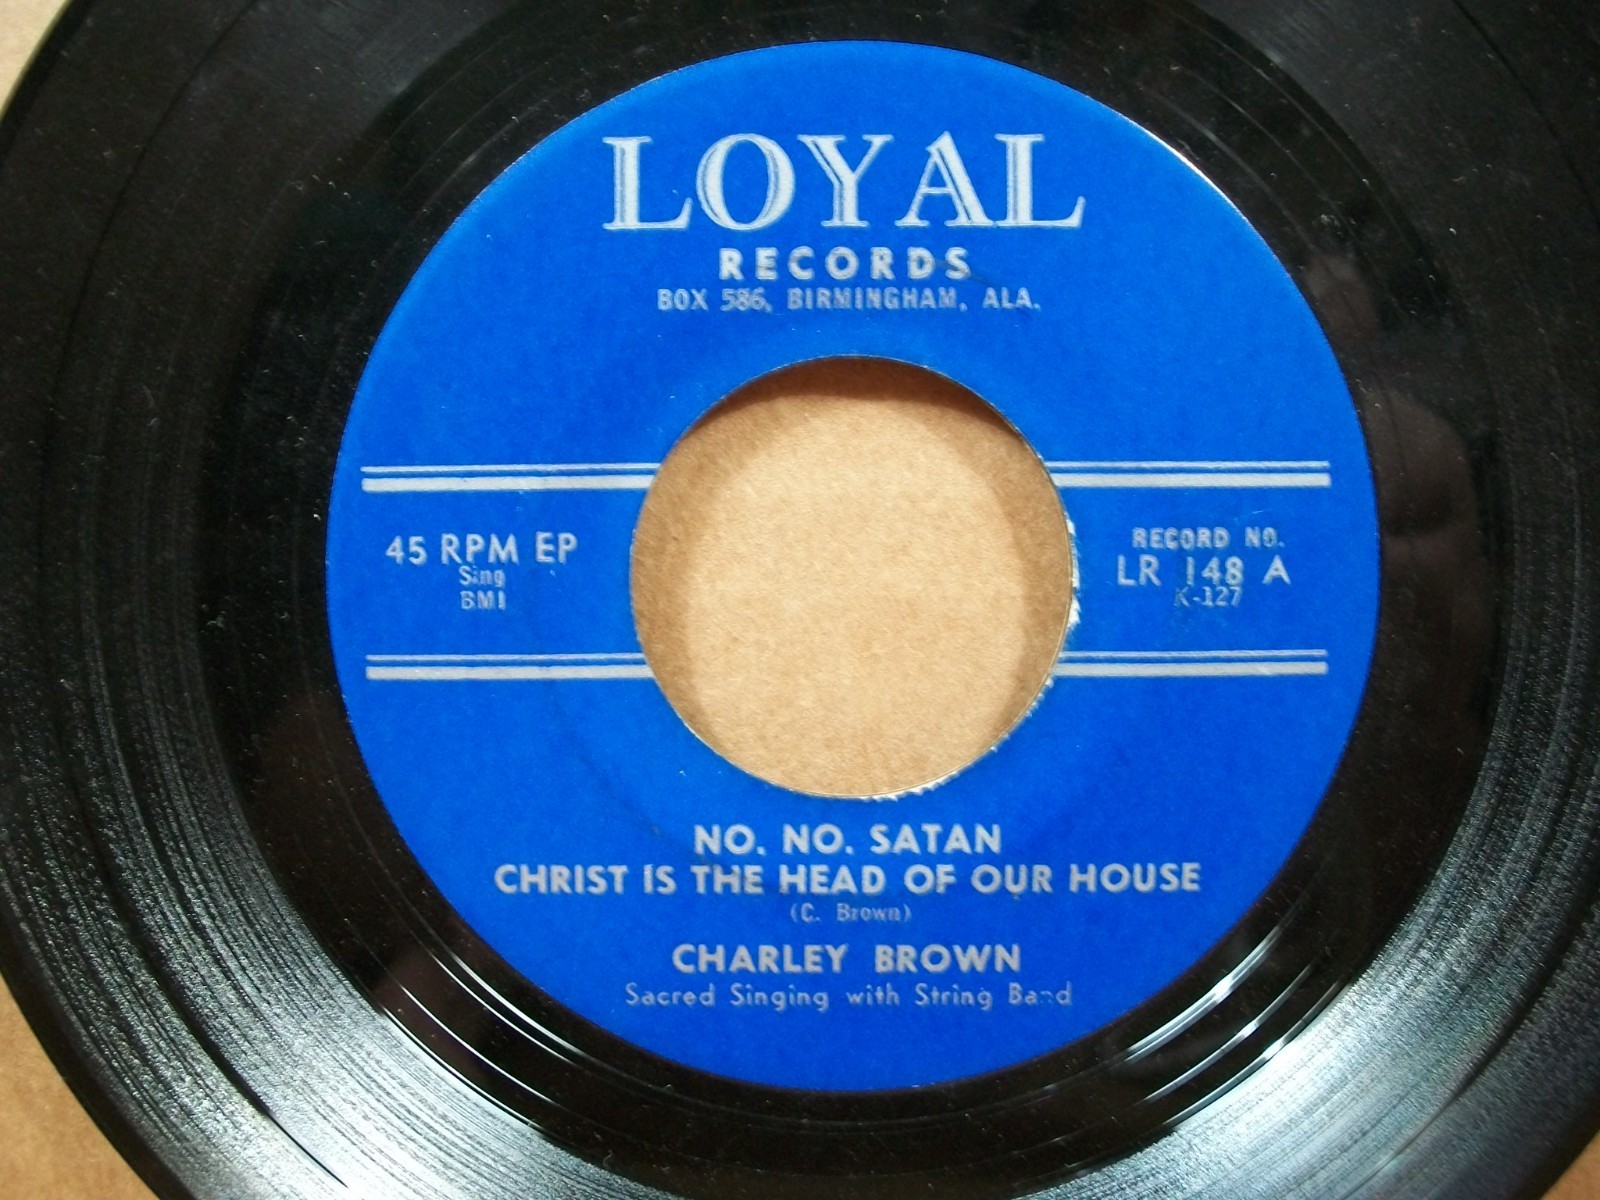 LOYAL
RECORDS
BOX 586, BIRMINGHAM, ALA.
45 RPM EP
Sing
BMI
RECORD NO.
LR 148 A
K-127
NO. NO. SATAN
CHRIST IS THE HEAD OF OUR HOUSE
(C. Brown)
CHARLEY BROWN
Sacred Singing with String Band